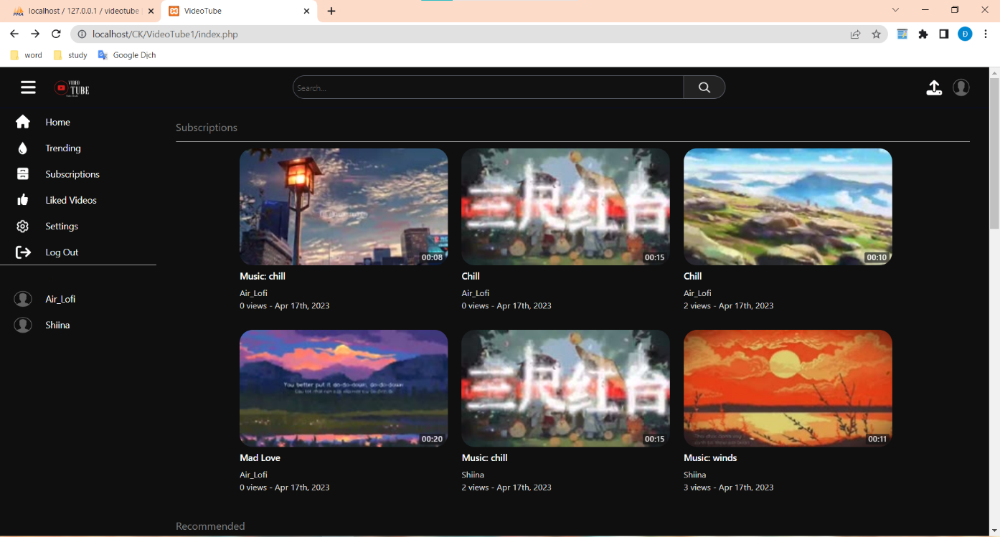 localhost / 127.0.0.1 / videotube
VideoTube
localhost/CK/VideoTube1/index.php
word
study
Google Dịch
VIDEO
TUBE
Search...
Home
Trending
Subscriptions
Liked Videos
Settings
Log Out
Air_Lofi
Shiina
Subscriptions
00:08
三尺红台
00:15
00:10
Music: chill
Chill
Chill
Air_Lofi
Air_Lofi
Air_Lofi
0 views - Apr 17th, 2023
0 views - Apr 17th, 2023
2 views - Apr 17th, 2023
You better put it do-do-down, do-do-down
00:20
三尺红台
00:15
00:11
Mad Love
Music: chill
Music: winds
Air_Lofi
Shiina
Shiina
0 views - Apr 17th, 2023
2 views - Apr 17th, 2023
3 views - Apr 17th, 2023
Recommended